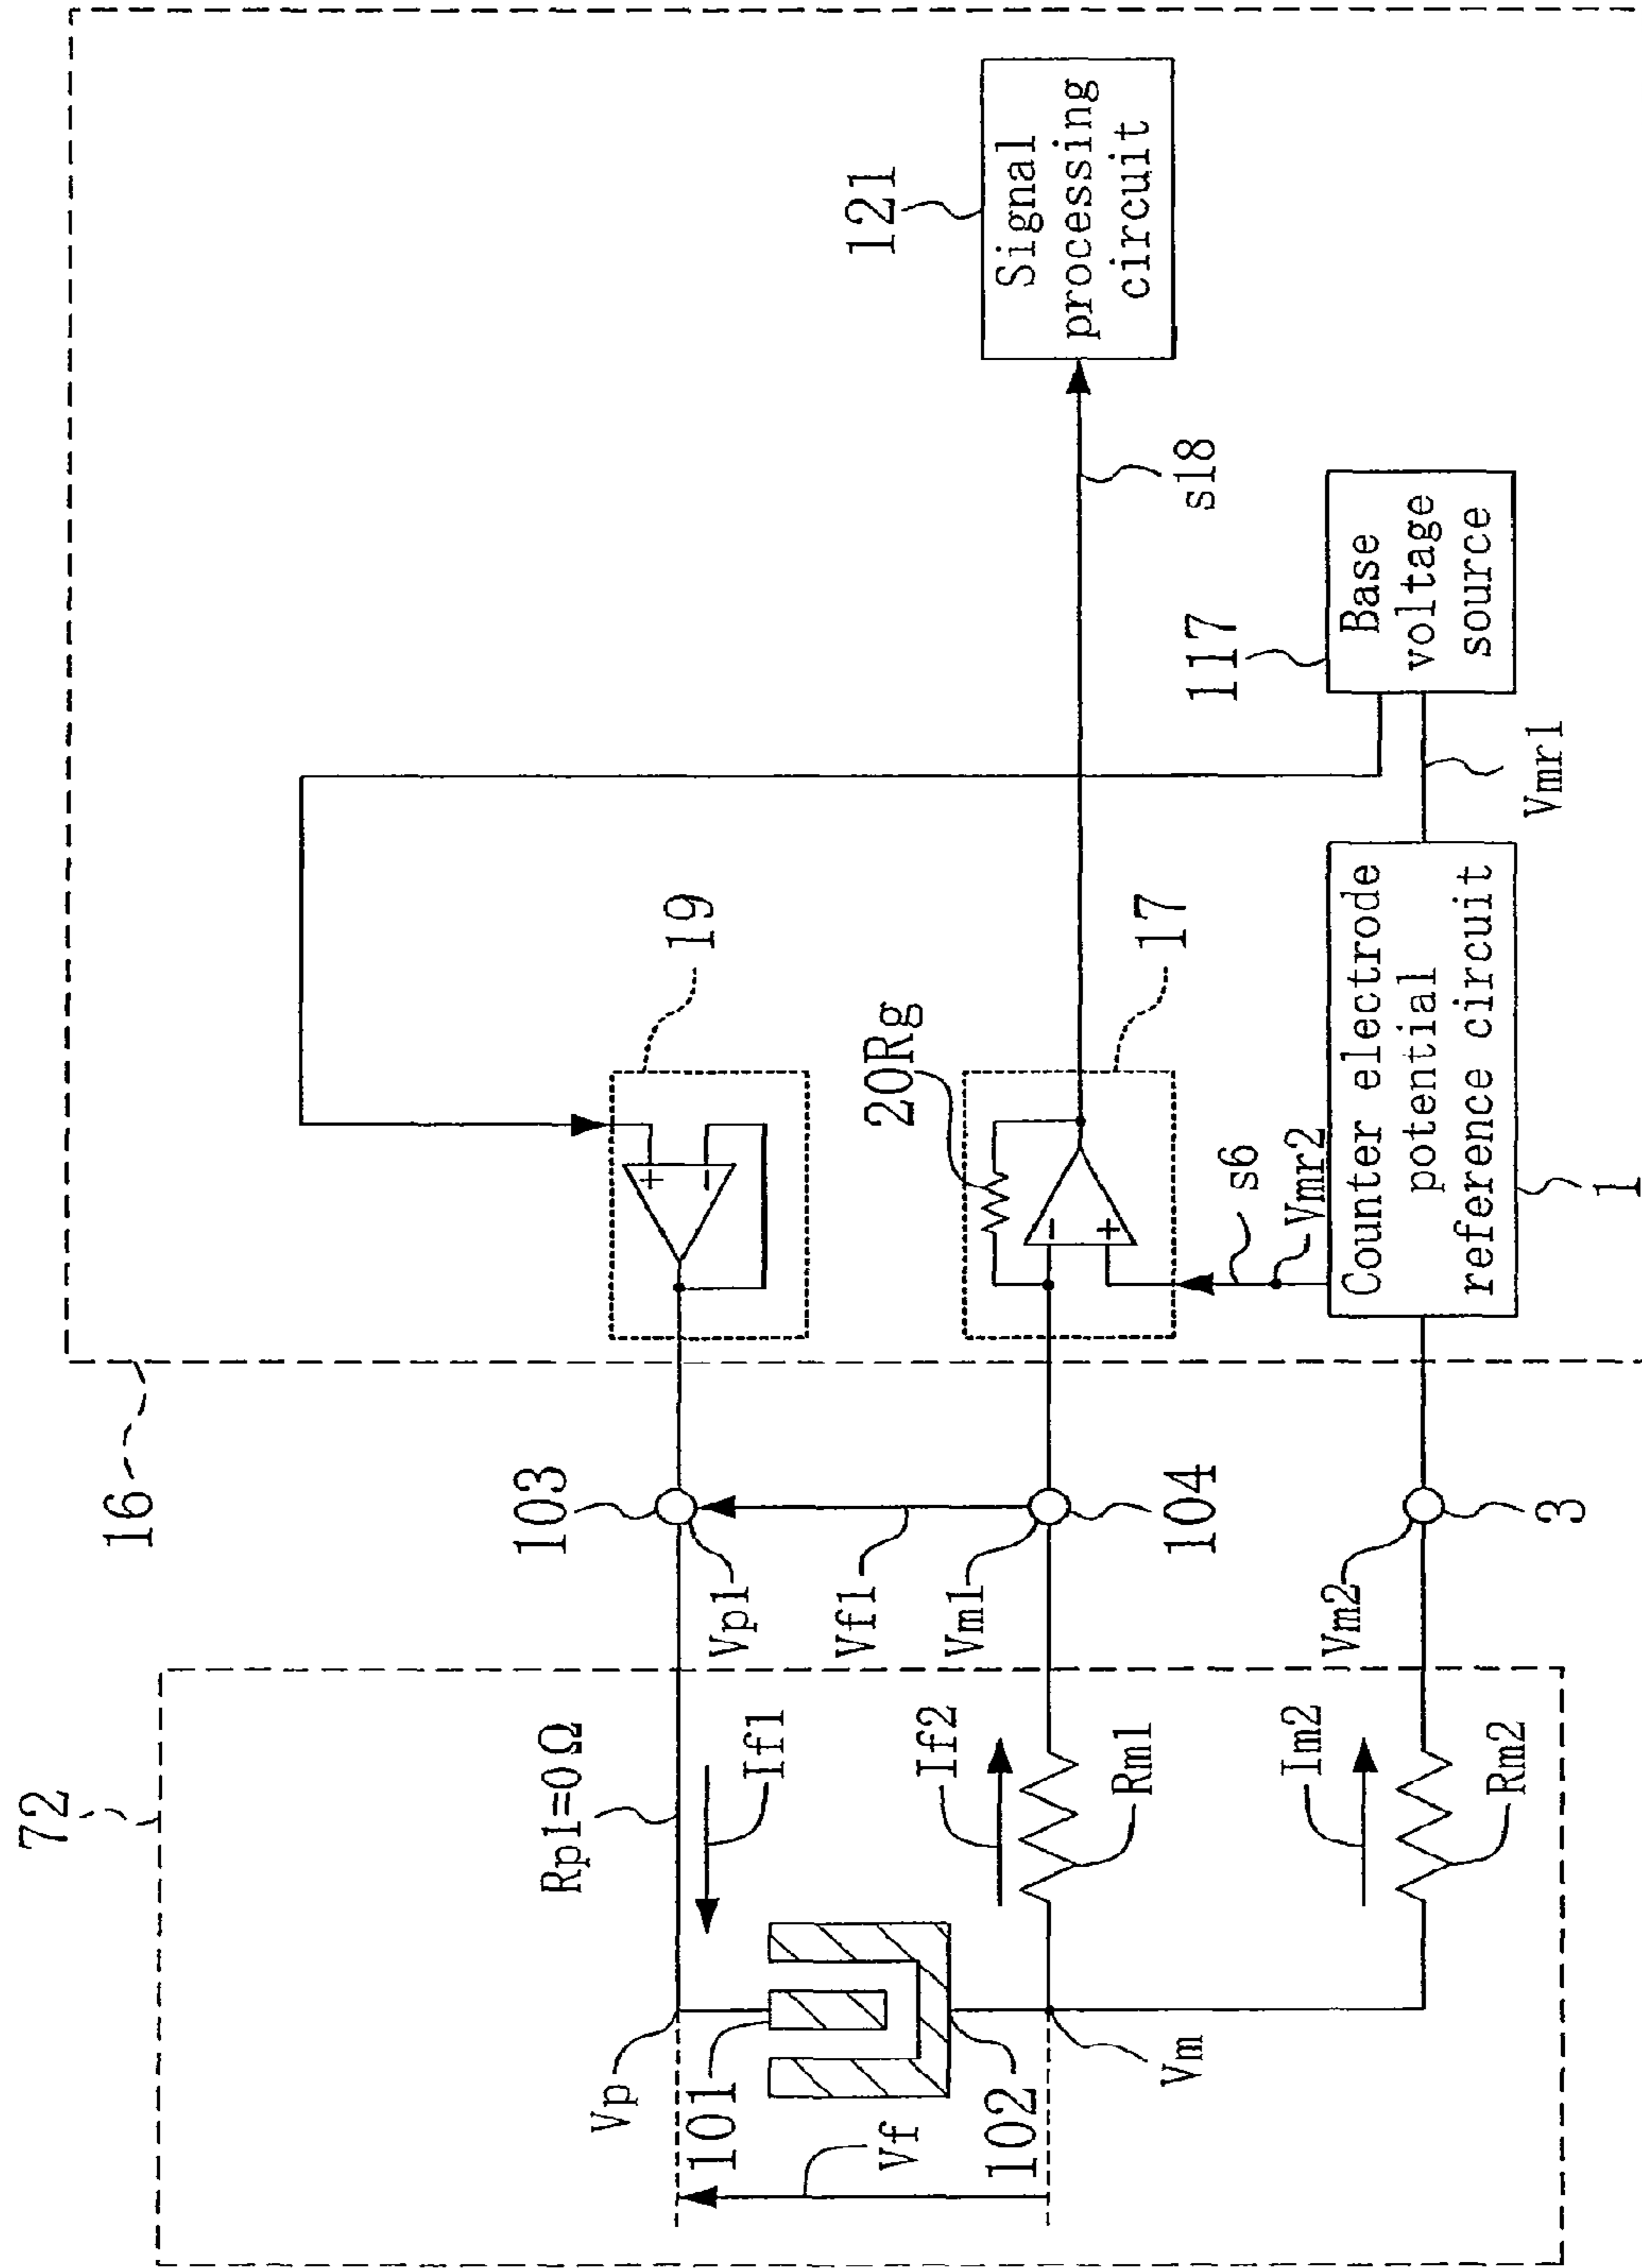 72
16
Rp1=0Ω
If1
Vp
101
Vf
102
Vm
If2
Rm1
Im2
Rm2
103
Vp1
Vf1
Vm1
104
Vm2
3
19
20Rg
17
s6
Vmr2
Counter electrode
potential
reference circuit
1
Vmr1
117
Base
voltage
source
s18
121
Signal
processing
circuit